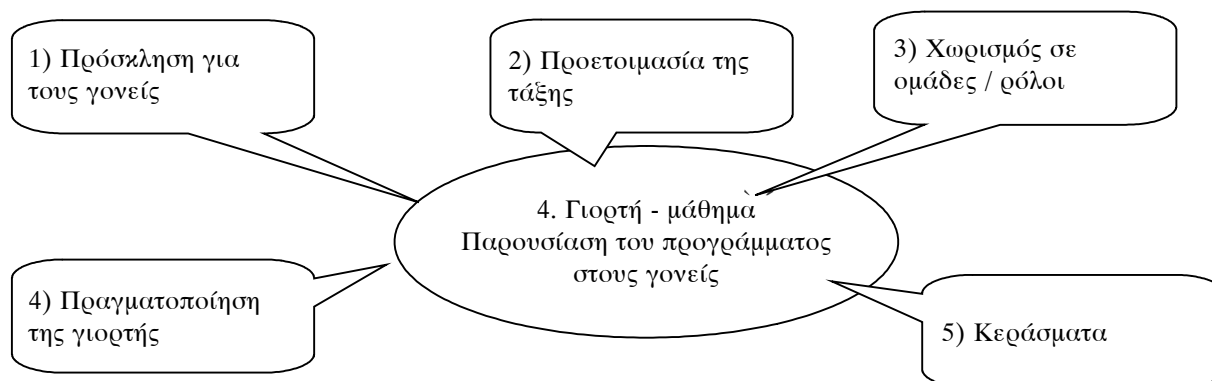 1) Πρόσκληση για
τους γονείς
2) Προετοιμασία της
τάξης
3) Χωρισμός σε
ομάδες / ρόλοι
4. Γιορτή - μάθημα
Παρουσίαση του προγράμματος
στους γονείς
4) Πραγματοποίηση
της γιορτής
5) Κεράσματα